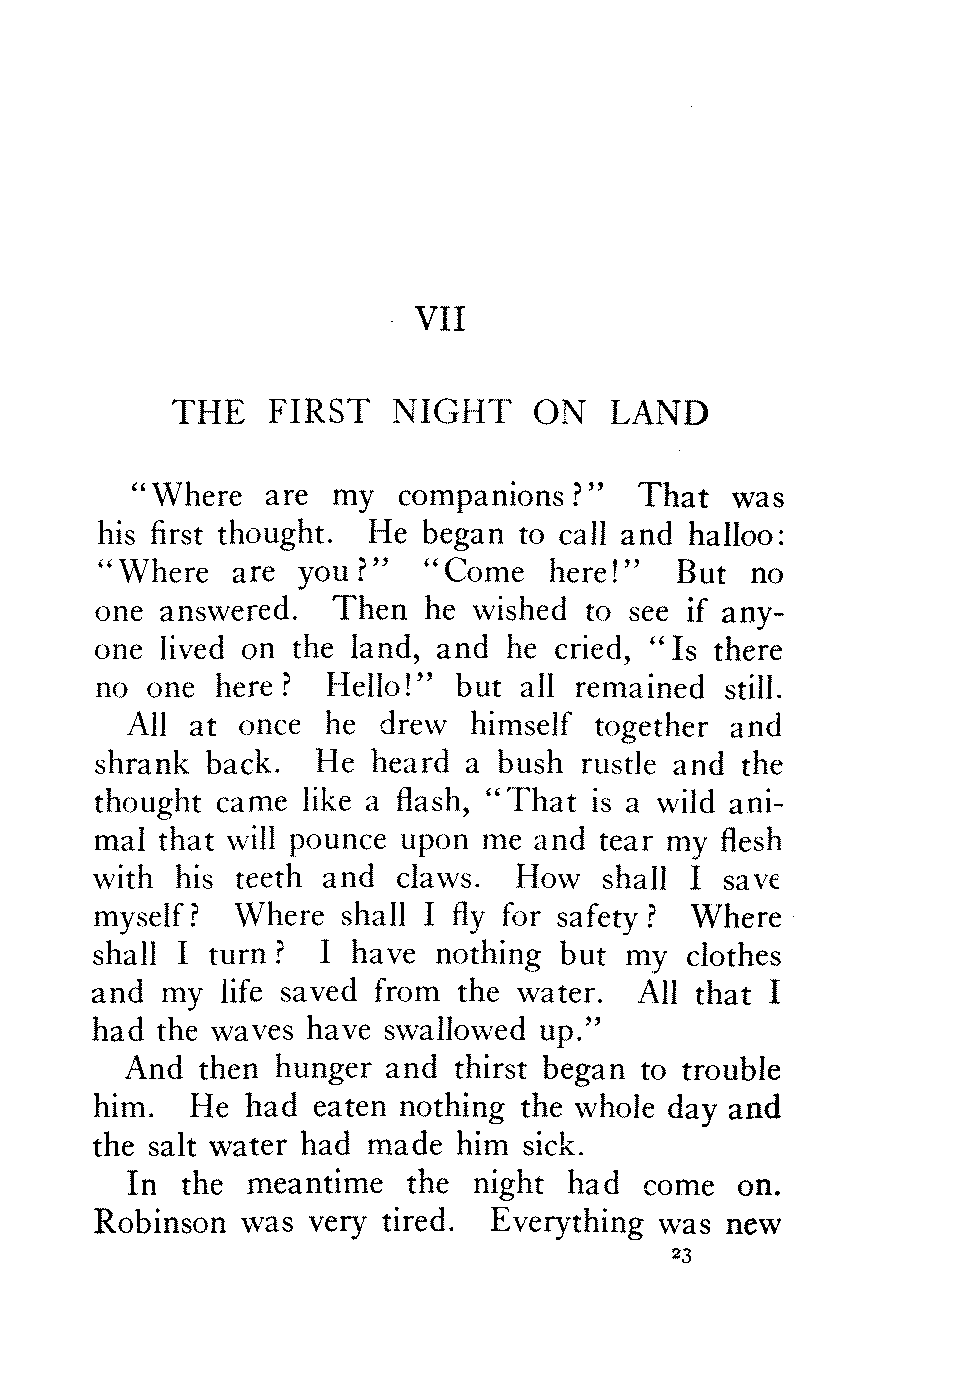 VII
THE FIRST NIGHT ON LAND
“Where are my companions?” That was
his first thought. He began to call and halloo:
“Where are you?” “Come here!” But no
one answered. Then he wished to see if any-
one lived on the land, and he cried, “Is there
no one here? Hello!” but all remained still.
All at once he drew himself together and
shrank back. He heard a bush rustle and the
thought came like a flash, “That is a wild ani-
mal that will pounce upon me and tear my flesh
with his teeth and claws. How shall I save
myself? Where shall I fly for safety? Where
shall I turn? I have nothing but my clothes
and my life saved from the water. All that I
had the waves have swallowed up.”
And then hunger and thirst began to trouble
him. He had eaten nothing the whole day and
the salt water had made him sick.
In the meantime the night had come on.
Robinson was very tired. Everything was new
23